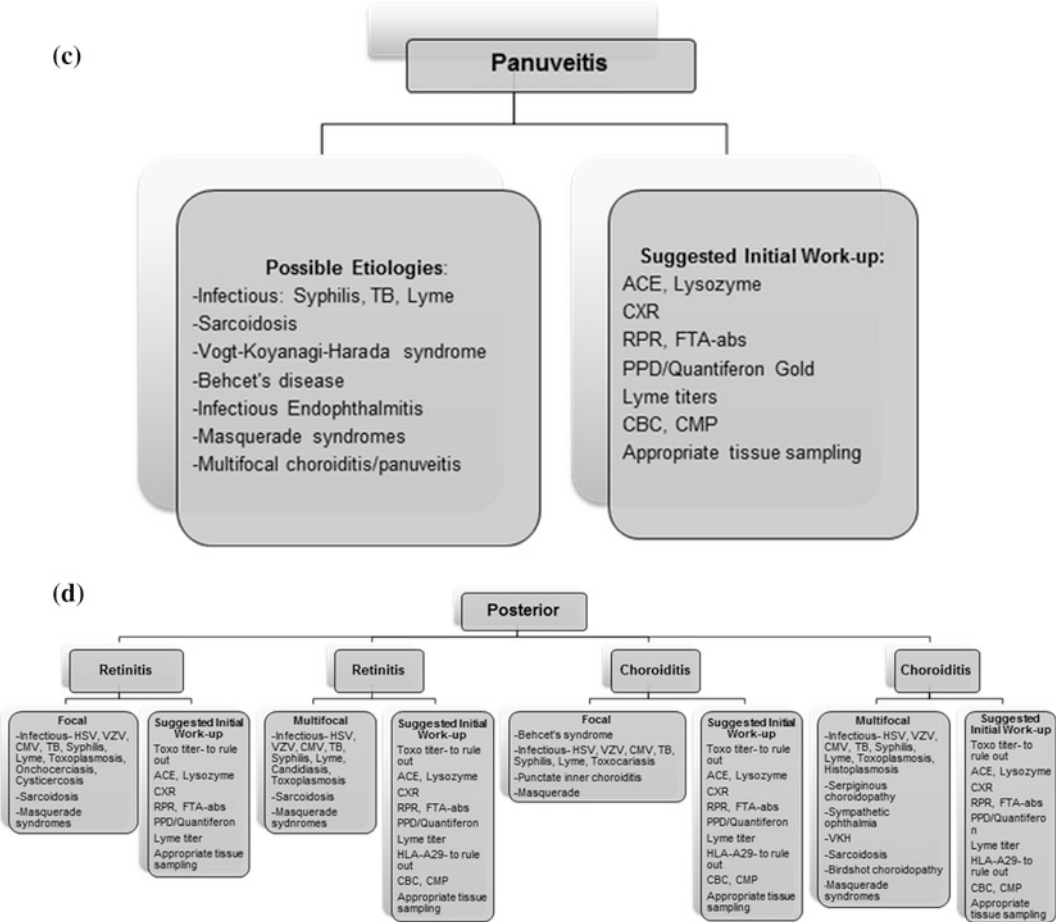 (c)
Panuveitis
Possible Etiologies:
-Infectious: Syphilis, TB, Lyme
-Sarcoidosis
-Vogt-Koyanagi-Harada syndrome
-Behcet's disease
-Infectious Endophthalmitis
-Masquerade syndromes
-Multifocal choroiditis/panuveitis
Suggested Initial Work-up:
ACE, Lysozyme
CXR
RPR, FTA-abs
PPD/Quantiferon Gold
Lyme titers
CBC, CMP
Appropriate tissue sampling
(d)
Posterior
Retinitis
Focal
-Infectious- HSV, VZV,
CMV, TB, Syphilis,
Lyme, Toxoplasmosis,
Onchocerciasis,
Cysticercosis
-Sarcoidosis
-Masquerade
syndromes
Suggested Initial
Work-up
Toxo titer- to rule
out
ACE, Lysozyme
CXR
RPR, FTA-abs
PPD/Quantiferon
Lyme titer
Appropriate tissue
sampling
Retinitis
Multifocal
-Infectious- HSV,
VZV, CMV, TB,
Syphilis, Lyme,
Candidiasis,
Toxoplasmosis
-Sarcoidosis
-Masquerade
sydnromes
Suggested Initial
Work-up
Toxo titer- to rule
out
ACE, Lysozyme
CXR
RPR, FTA-abs
PPD/Quantiferon
Lyme titer
HLA-A29- to rule
out
CBC, CMP
Appropriate tissue
sampling
Choroiditis
Focal
-Behcet's syndrome
-Infectious- HSV, VZV, CMV, TB,
Syphilis, Lyme, Toxocariasis
-Punctate inner choroiditis
-Masquerade
Suggested Initial
Work-up
Toxo titer- to rule
out
ACE, Lysozyme
CXR
RPR, FTA-abs
PPD/Quantiferon
Lyme titer
HLA-A29- to rule
out
CBC, CMP
Appropriate tissue
sampling
Choroiditis
Multifocal
-Infectious- HSV, VZV,
CMV, TB, Syphilis,
Lyme, Toxoplasmosis,
Histoplasmosis
-Serpiginous
choroidopathy
-Sympathetic
ophthalmia
-VKH
-Sarcoidosis
-Birdshot choroidopathy
-Masquerade
syndromes
Suggested
Initial Work-up
Toxo titer- to
rule out
ACE, Lysozyme
CXR
RPR, FTA-abs
PPD/Quantifero
n
Lyme titer
HLA-A29- to
rule out
CBC, CMP
Appropriate
tissue sampling